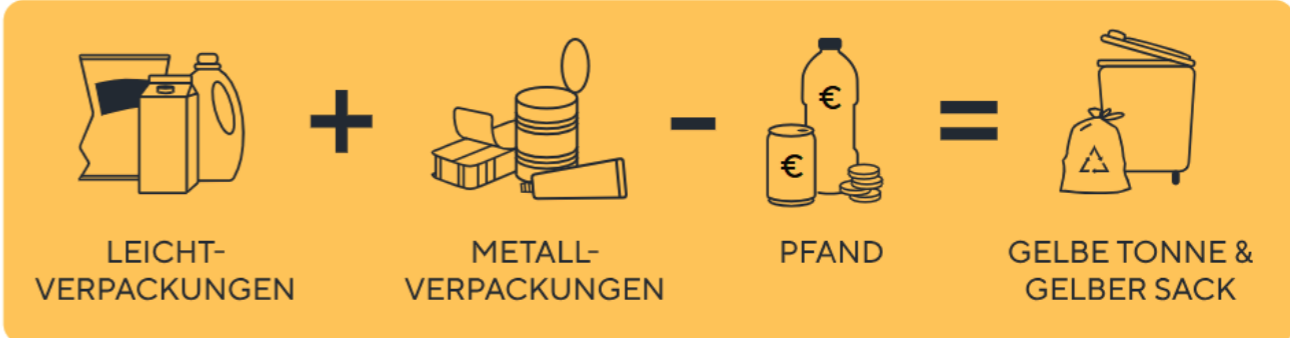 +
-
€
€
=
LEICHT-
VERPACKUNGEN
METALL-
VERPACKUNGEN
PFAND
GELBE TONNE &
GELBER SACK